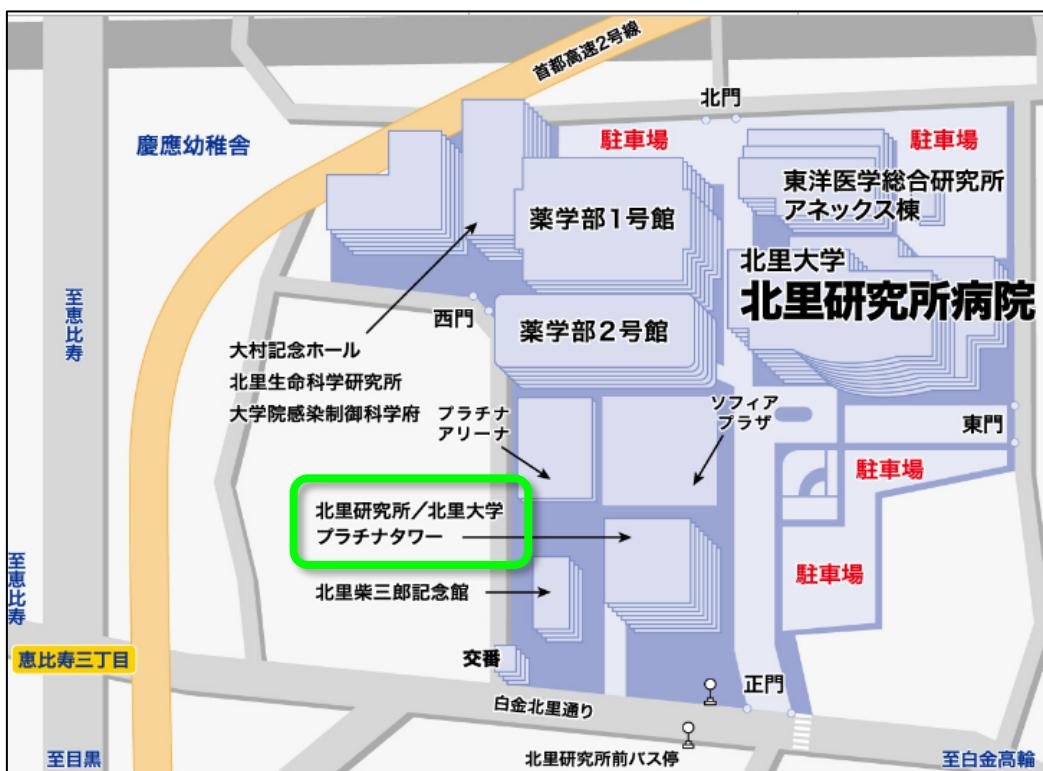 首都高速2号線
北門
慶應幼稚舎
駐車場
駐車場
東洋医学総合研究所
アネックス棟
薬学部1号館
北里大学
北里研究所病院
至恵比寿
西門
薬学部2号館
大村記念ホール
北里生命科学研究所
大学院感染制御科学府
プラチナ
アリーナ
ソフィア
プラザ
東門
駐車場
北里研究所／北里大学
プラチナタワー
至恵比寿
駐車場
北里柴三郎記念館
恵比寿三丁目
交番
正門
白金北里通り
至目黒
北里研究所前バス停
至白金高輪